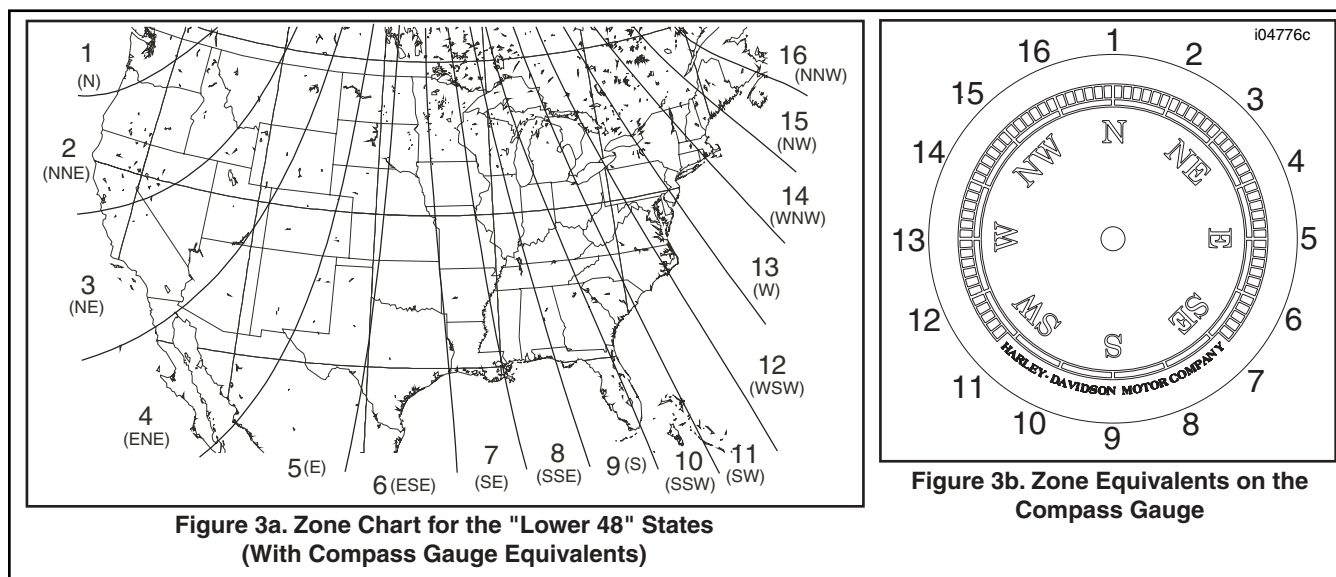 1
(N)
2
(NNE)
3
(NE)
4
(ENE)
5 (E)
6 (ESE)
7
(SE)
8
(SSE)
9 (S)
10
(SSW)
11
(SW)
12
(WSW)
13
(W)
14
(WNW)
15
(NW)
16
(NNW)
Figure 3a. Zone Chart for the "Lower 48" States
(With Compass Gauge Equivalents)
i04776c
1
2
3
4
5
6
7
8
9
10
11
12
13
14
15
16
N
NE
E
SE
S
SW
W
NW
HARLEY-DAVIDSON MOTOR COMPANY
Figure 3b. Zone Equivalents on the
Compass Gauge